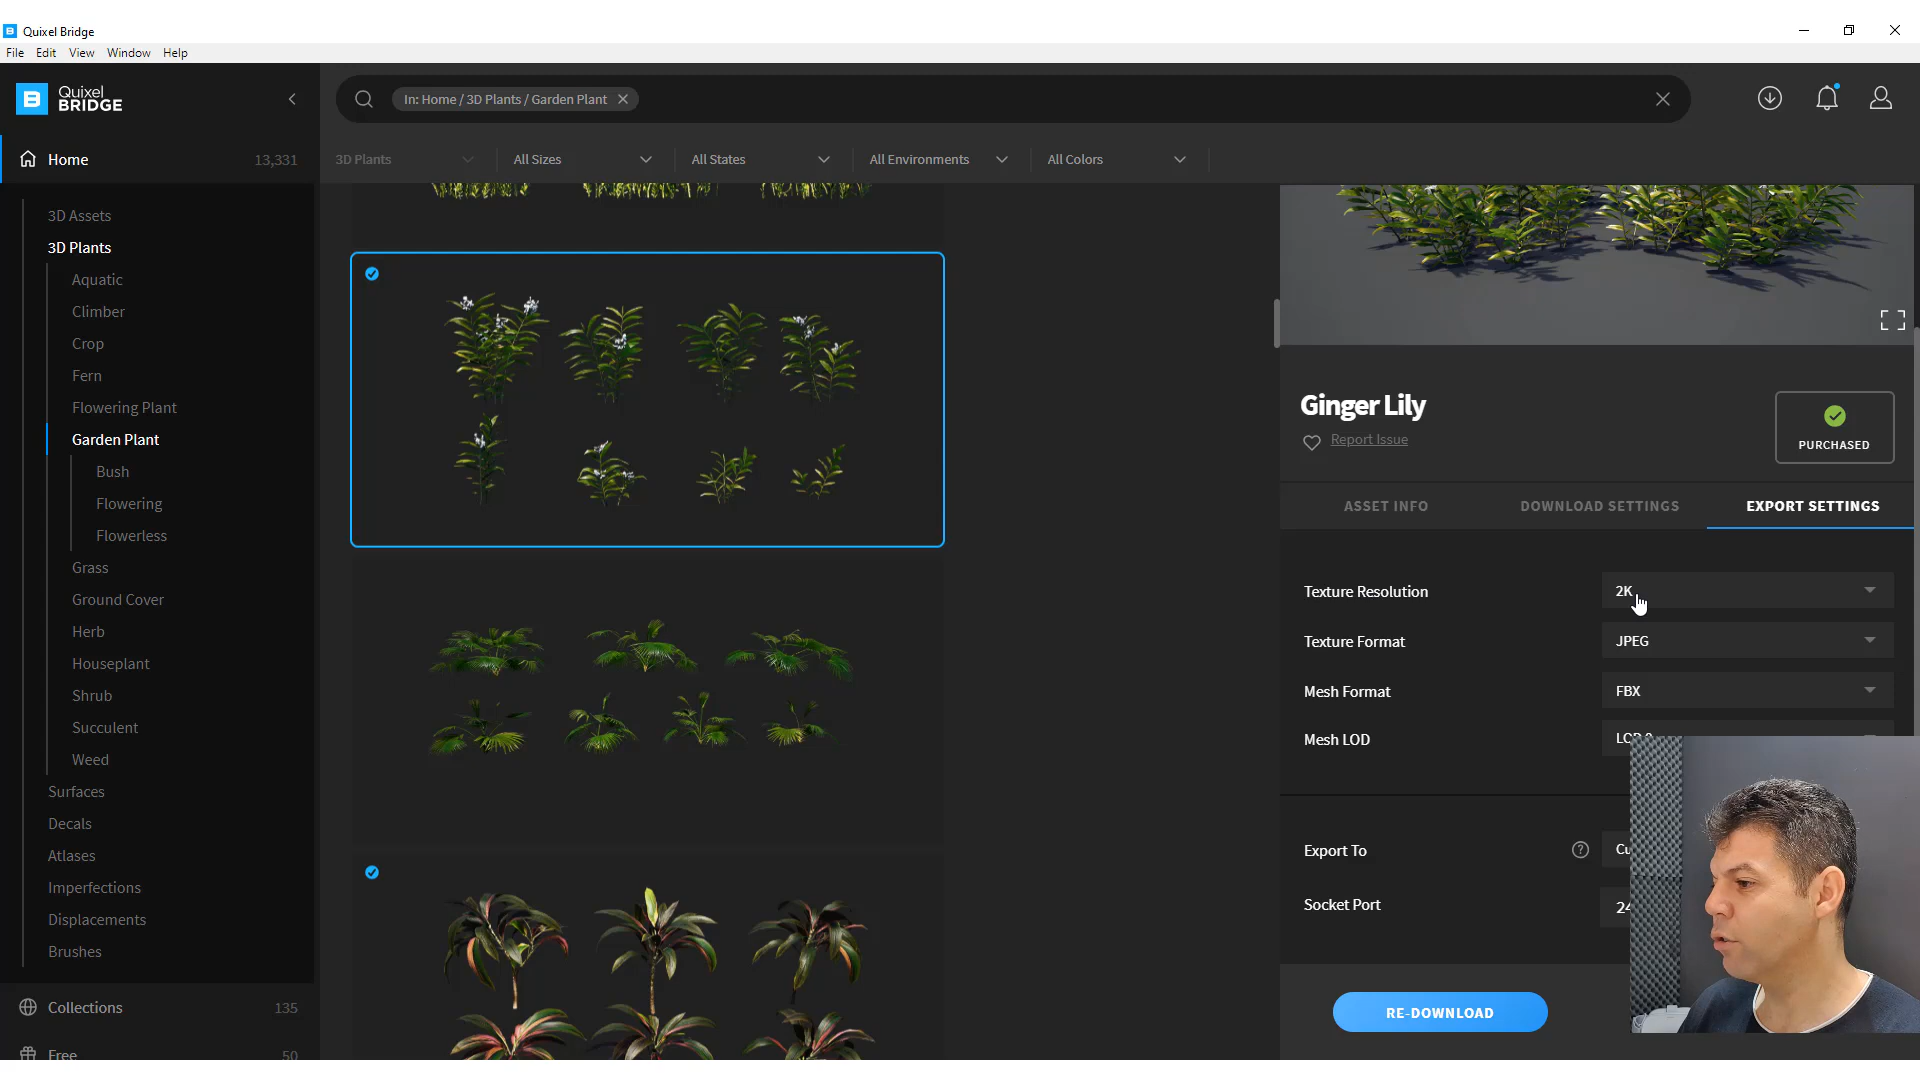 Quixel Bridge
File Edit View Window Help
Quixel
BRIDGE
In: Home / 3D Plants / Garden Plant
Home 13,331
3D Plants All Sizes All States All Environments All Colors
3D Assets
3D Plants
Aquatic
Climber
Crop
Fern
Flowering Plant
Garden Plant
Bush
Flowering
Flowerless
Grass
Ground Cover
Herb
Houseplant
Shrub
Succulent
Weed
Surfaces
Decals
Atlases
Imperfections
Displacements
Brushes
Collections 135
Free 50
Ginger Lily
Report Issue
PURCHASED
ASSET INFO DOWNLOAD SETTINGS EXPORT SETTINGS
Texture Resolution 2K
Texture Format JPEG
Mesh Format FBX
Mesh LOD
Export To
Socket Port
RE-DOWNLOAD